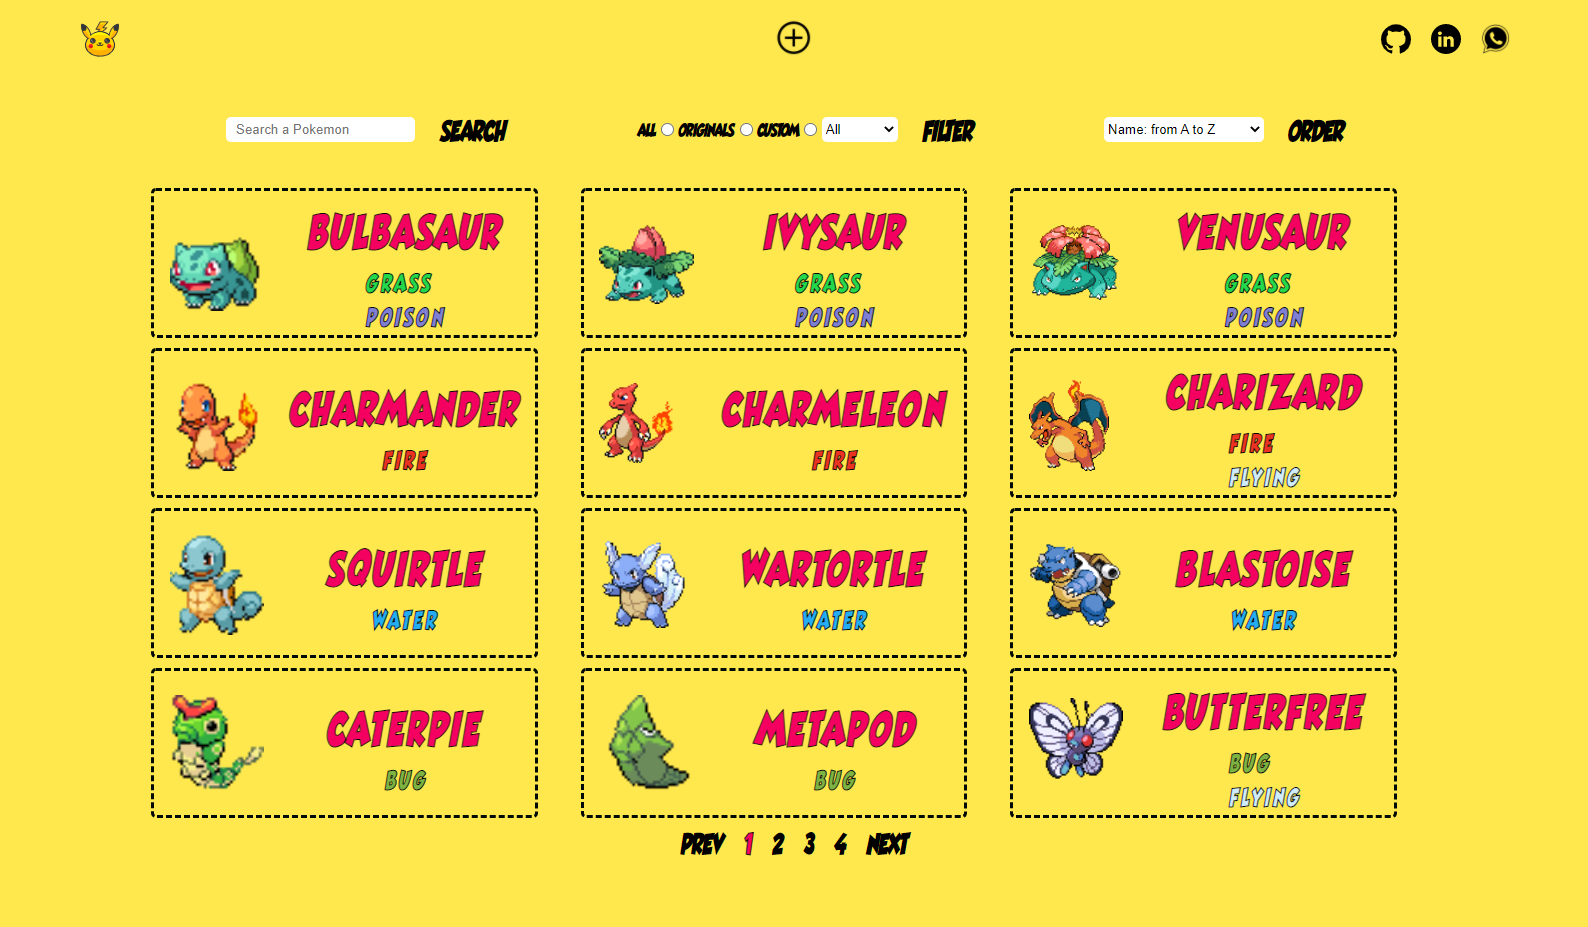 Search a Pokemon SEARCH ALL ORIGINALS CUSTOM All FILTER Name: from A to Z ORDER
BULBASAUR
GRASS
POISON
IVYSAUR
GRASS
POISON
VENUSAUR
GRASS
POISON
CHARMANDER
FIRE
CHARMELEON
FIRE
CHARIZARD
FIRE
FLYING
SQUIRTLE
WATER
WARTORTLE
WATER
BLASTOISE
WATER
CATERPIE
BUG
METAPOD
BUG
BUTTERFREE
BUG
FLYING
PREV 1 2 3 4 NEXT